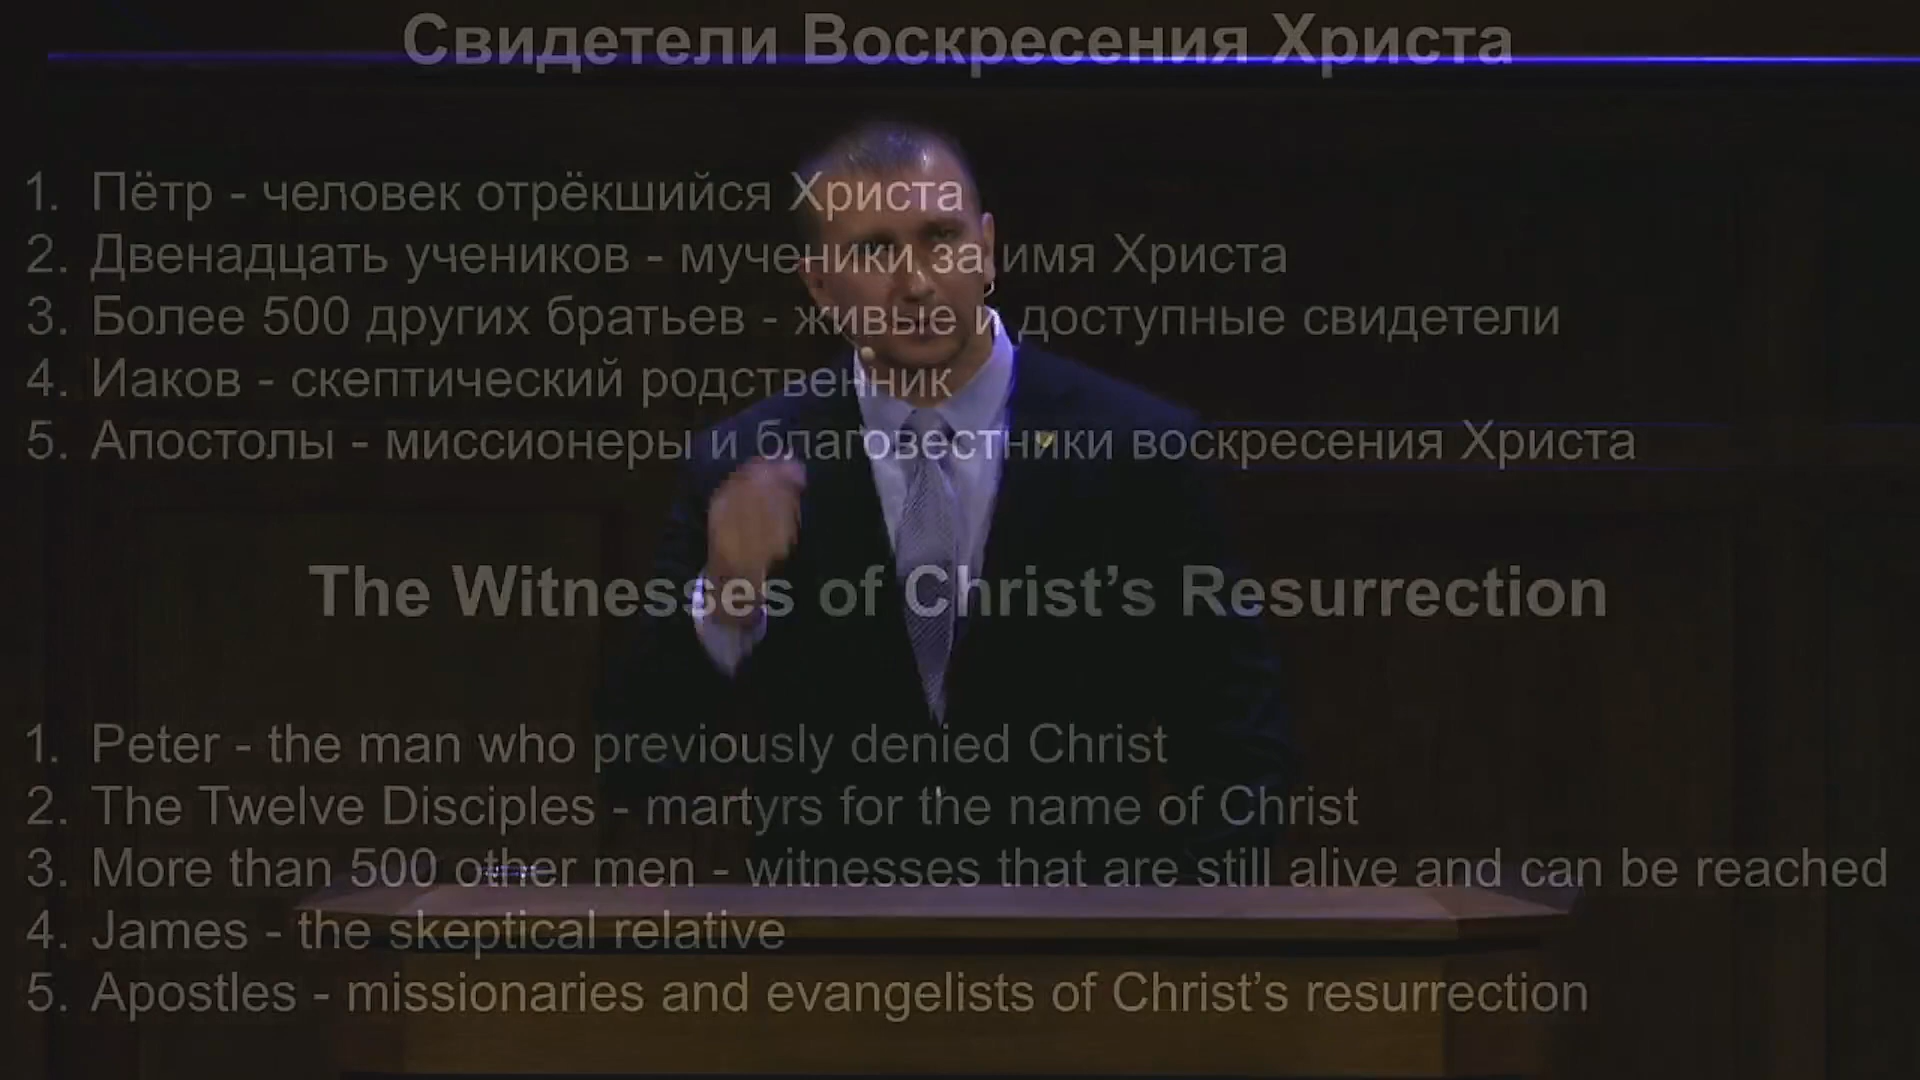 Свидетели Воскресения Христа
1. Пётр - человек отрёкшийся Христа
2. Двенадцать учеников - мученики за имя Христа
3. Более 500 других братьев - живые и доступные свидетели
4. Иаков - скептический родственник
5. Апостолы - миссионеры и благовестники воскресения Христа
The Witnesses of Christ’s Resurrection
1. Peter - the man who previously denied Christ
2. The Twelve Disciples - martyrs for the name of Christ
3. More than 500 other men - witnesses that are still alive and can be reached
4. James - the skeptical relative
5. Apostles - missionaries and evangelists of Christ’s resurrection